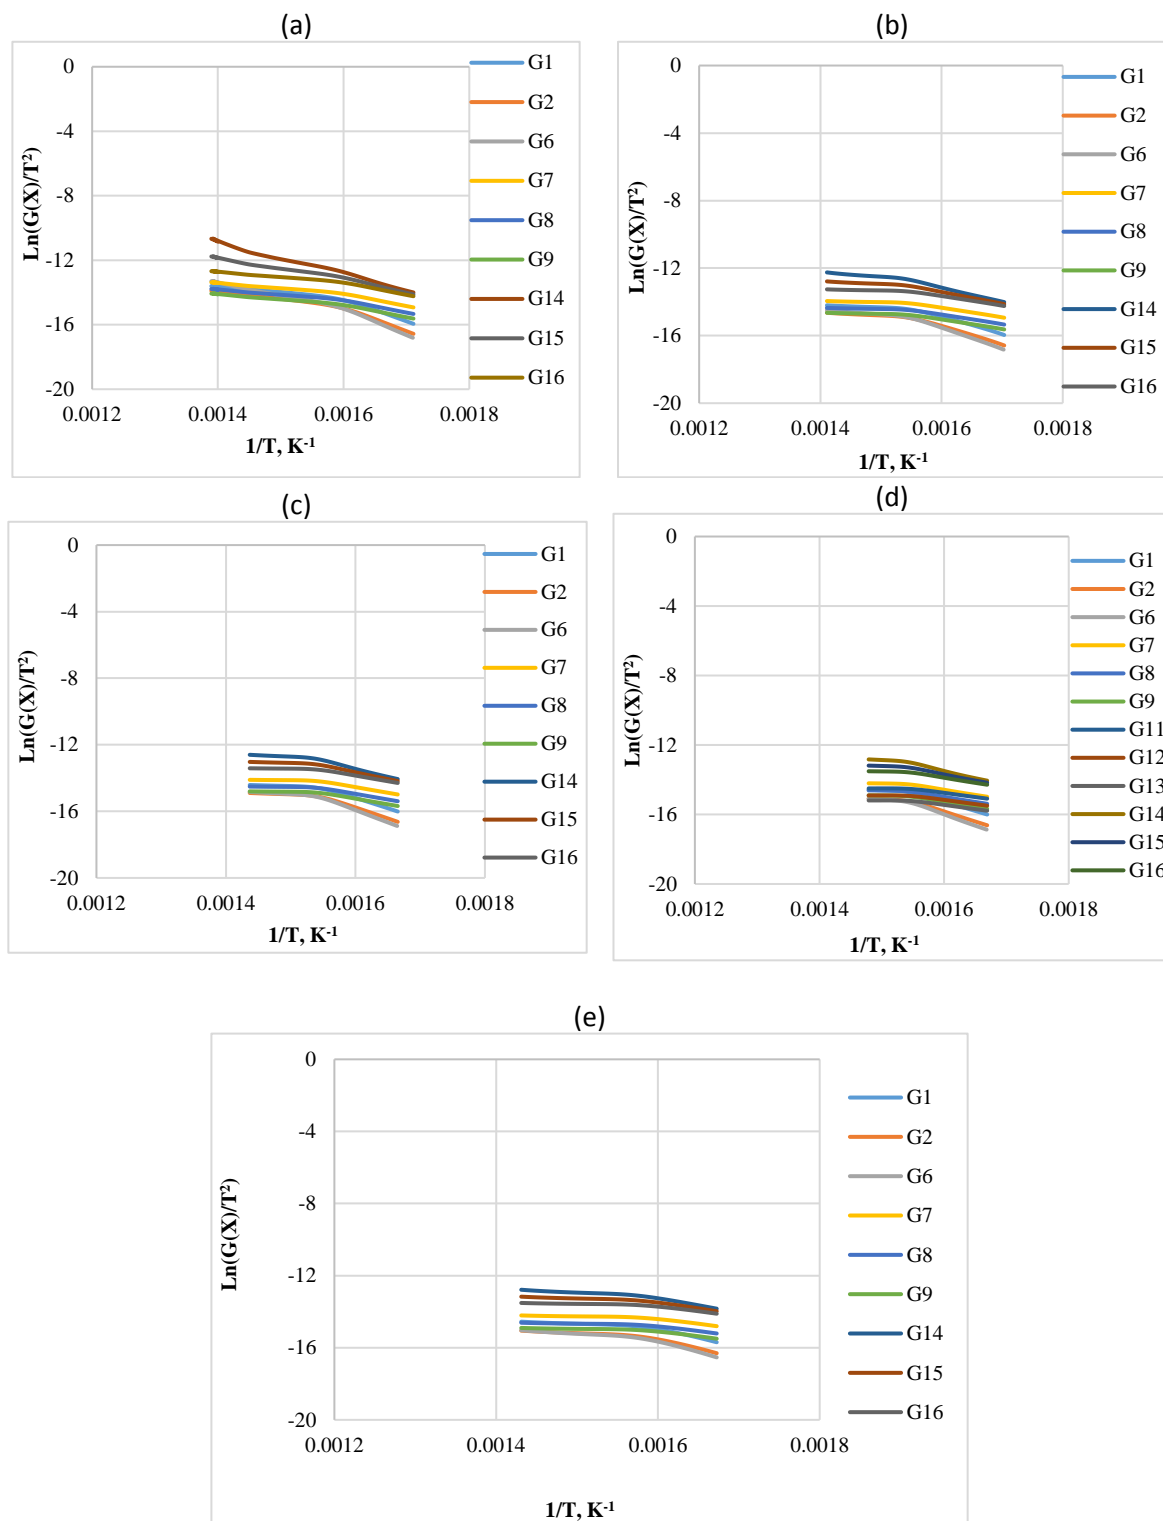 (a)
0
-4
-8
-12
-16
-20
0.0012 0.0014 0.0016 0.0018
Ln(G(X)/T²)
1/T, K⁻¹
G1
G2
G6
G7
G8
G9
G14
G15
G16
(b)
0
-4
-8
-12
-16
-20
0.0012 0.0014 0.0016 0.0018
Ln(G(X)/T²)
1/T, K⁻¹
G1
G2
G6
G7
G8
G9
G14
G15
G16
(c)
0
-4
-8
-12
-16
-20
0.0012 0.0014 0.0016 0.0018
Ln(G(X)/T²)
1/T, K⁻¹
G1
G2
G6
G7
G8
G9
G14
G15
G16
(d)
0
-4
-8
-12
-16
-20
0.0012 0.0014 0.0016 0.0018
Ln(G(X)/T²)
1/T, K⁻¹
G1
G2
G6
G7
G8
G9
G11
G12
G13
G14
G15
G16
(e)
0
-4
-8
-12
-16
-20
0.0012 0.0014 0.0016 0.0018
Ln(G(X)/T²)
1/T, K⁻¹
G1
G2
G6
G7
G8
G9
G14
G15
G16